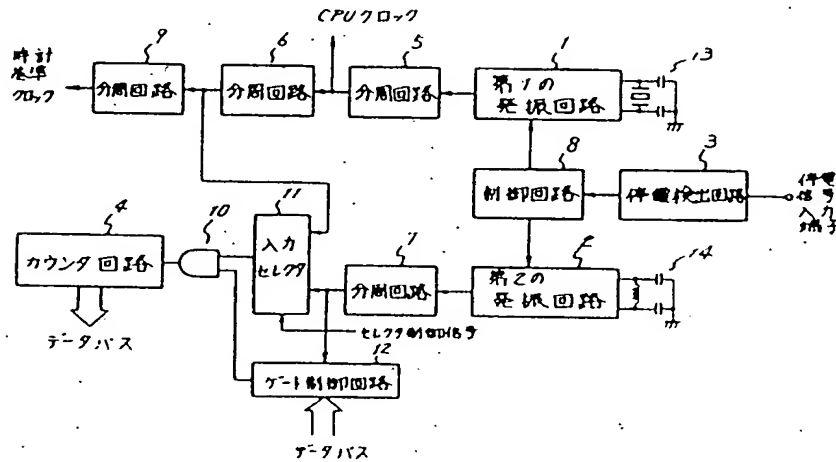 CPUクロック
時計
基準
クロック
9
分周回路
6
分周回路
5
分周回路
1
第1の
発振回路
13
8
制御回路
3
停電検出回路
停電
信号
入力
端子
4
カウンタ回路
データバス
10
11
入力
セレクタ
7
分周回路
2
第2の
発振回路
14
セレクタ制御信号
12
ゲート制御回路
データバス